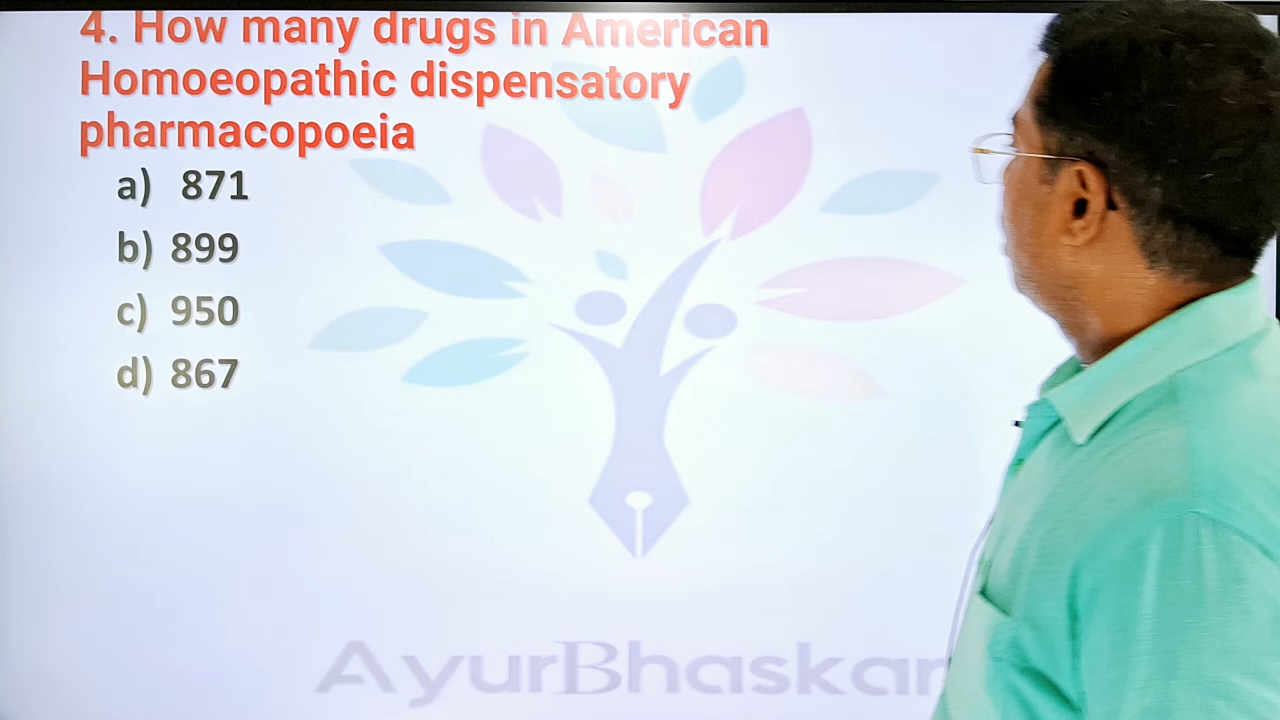 4. How many drugs in American
Homoeopathic dispensatory
pharmacopoeia
a) 871
b) 899
c) 950
d) 867
AyurBhaskar